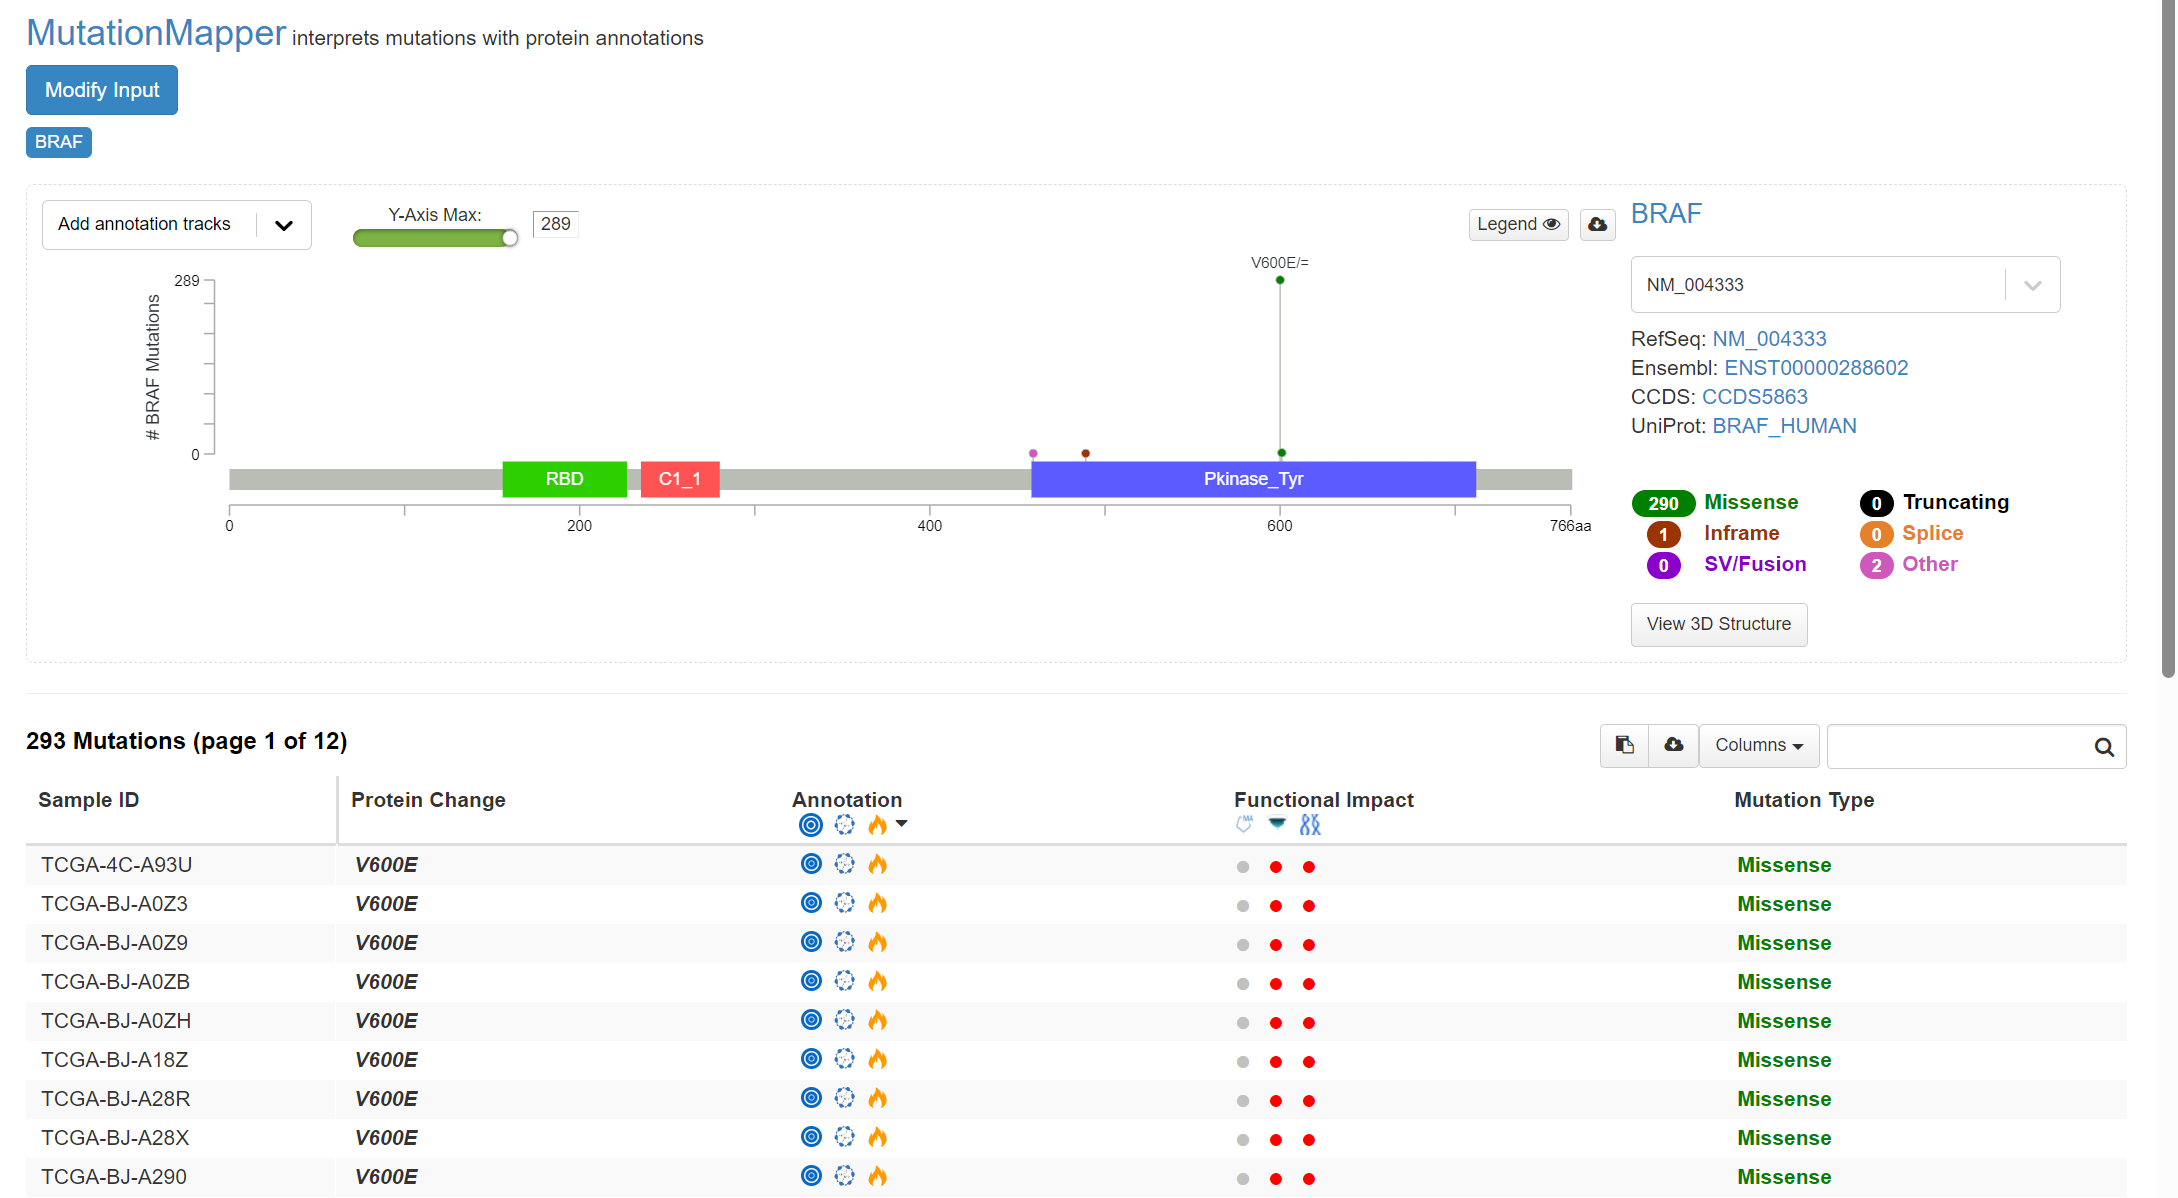 MutationMapper interprets mutations with protein annotations
Modify Input
BRAF
Add annotation tracks
Y-Axis Max:
289
Legend
BRAF
NM_004333
RefSeq: NM_004333
Ensembl: ENST00000288602
CCDS: CCDS5863
UniProt: BRAF_HUMAN
V600E/=
289
# BRAF Mutations
0
RBD
C1_1
Pkinase_Tyr
0
200
400
600
766aa
290 Missense
0 Truncating
1 Inframe
0 Splice
0 SV/Fusion
2 Other
View 3D Structure
293 Mutations (page 1 of 12)
Columns
Sample ID Protein Change Annotation Functional Impact Mutation Type
MA
TCGA-4C-A93U V600E Missense
TCGA-BJ-A0Z3 V600E Missense
TCGA-BJ-A0Z9 V600E Missense
TCGA-BJ-A0ZB V600E Missense
TCGA-BJ-A0ZH V600E Missense
TCGA-BJ-A18Z V600E Missense
TCGA-BJ-A28R V600E Missense
TCGA-BJ-A28X V600E Missense
TCGA-BJ-A290 V600E Missense